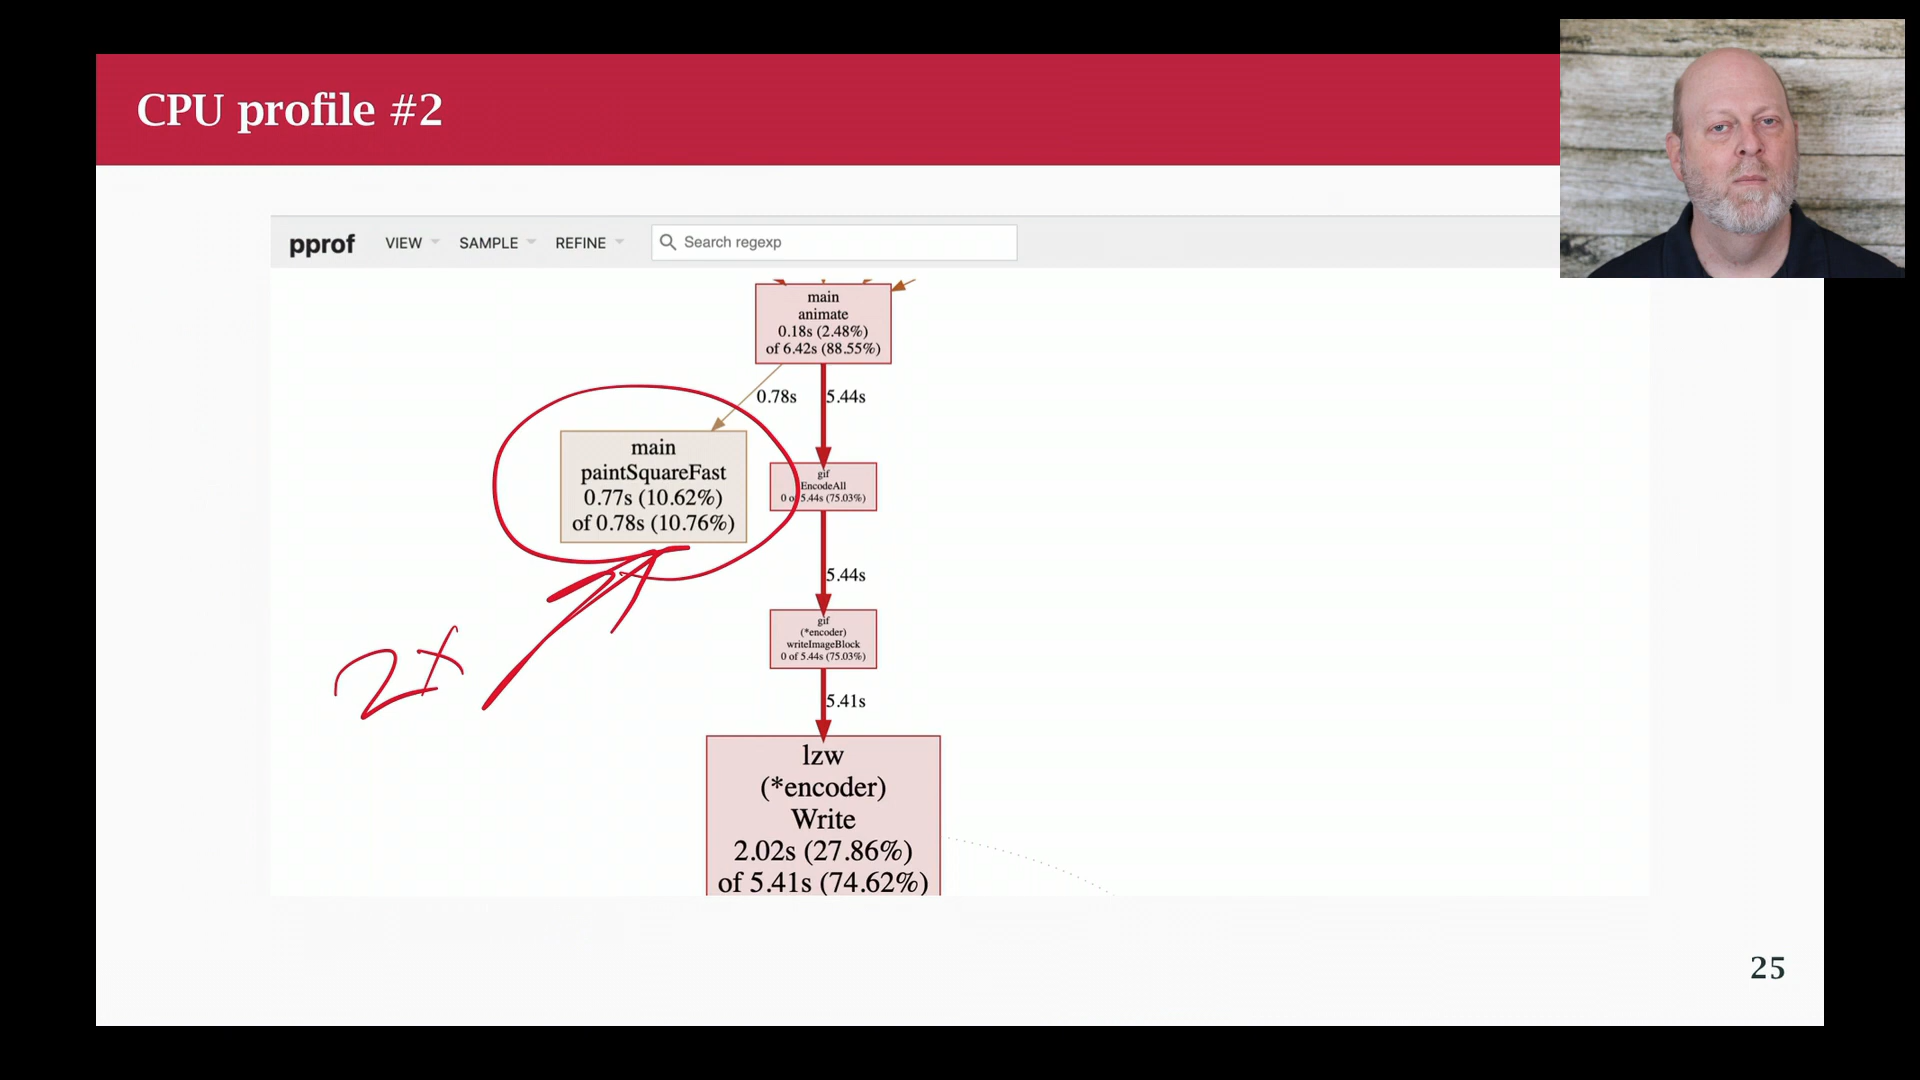 CPU profile #2
pprof VIEW SAMPLE REFINE Search regexp
main
animate
0.18s (2.48%)
of 6.42s (88.55%)
0.78s 5.44s
main
paintSquareFast
0.77s (10.62%)
of 0.78s (10.76%)
gif
EncodeAll
0 of 5.44s (75.03%)
5.44s
gif
(*encoder)
writeImageBlock
0 of 5.44s (75.03%)
2x
5.41s
lzw
(*encoder)
Write
2.02s (27.86%)
of 5.41s (74.62%)
25